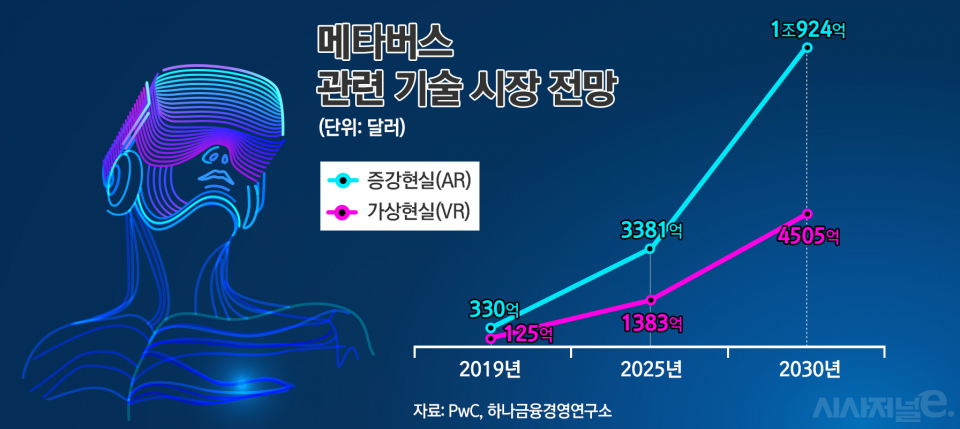 메타버스
관련 기술 시장 전망
(단위: 달러)
증강현실(AR)
가상현실(VR)
1조924억
3381억
4505억
330억
125억
1383억
2019년
2025년
2030년
자료: PwC, 하나금융경영연구소
시사저널e.